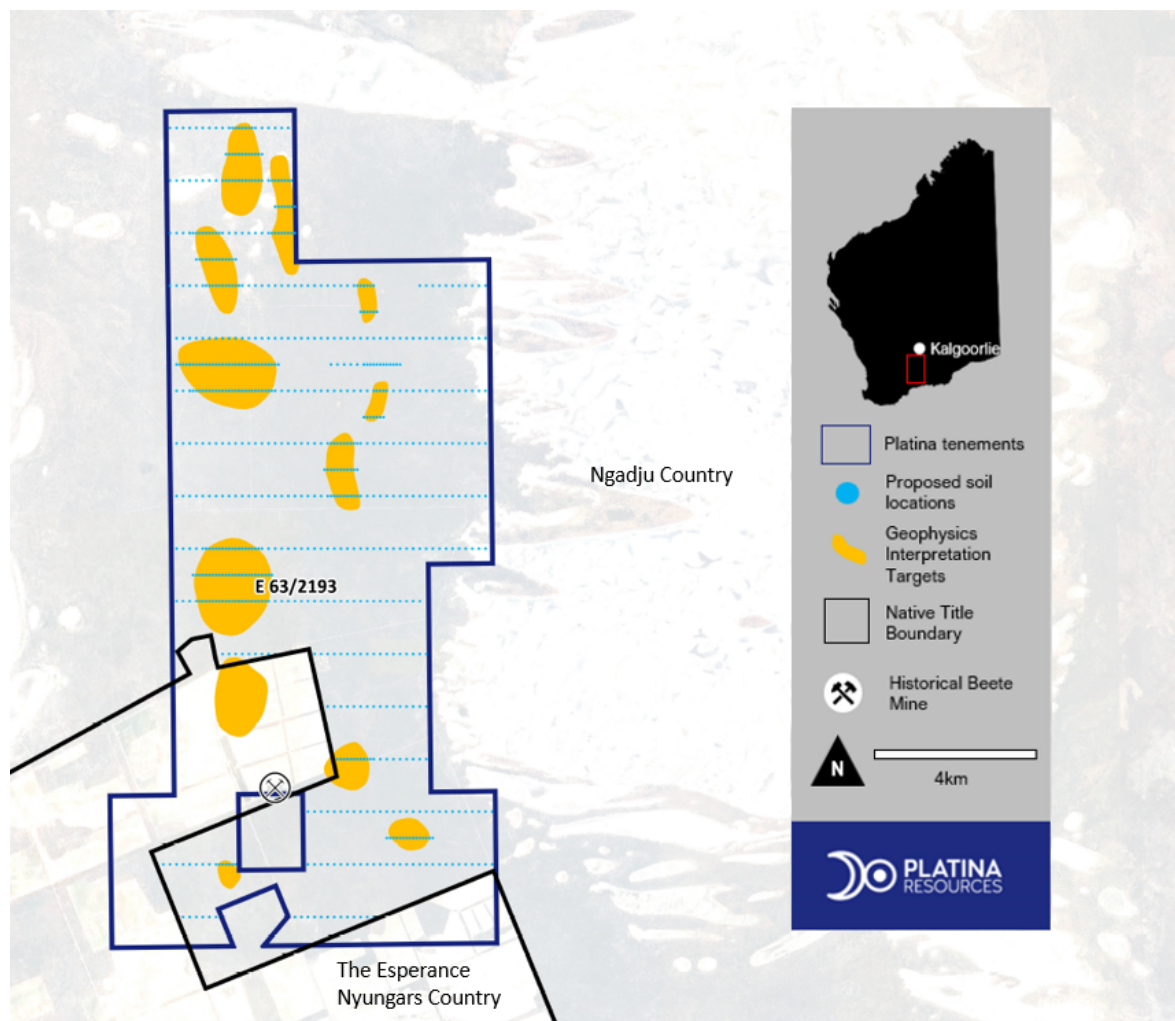 E 63/2193
Ngadju Country
The Esperance
Nyungars Country
Kalgoorlie
Platina tenements
Proposed soil
locations
Geophysics
Interpretation
Targets
Native Title
Boundary
Historical Beete
Mine
N
4km
PLATINA
RESOURCES